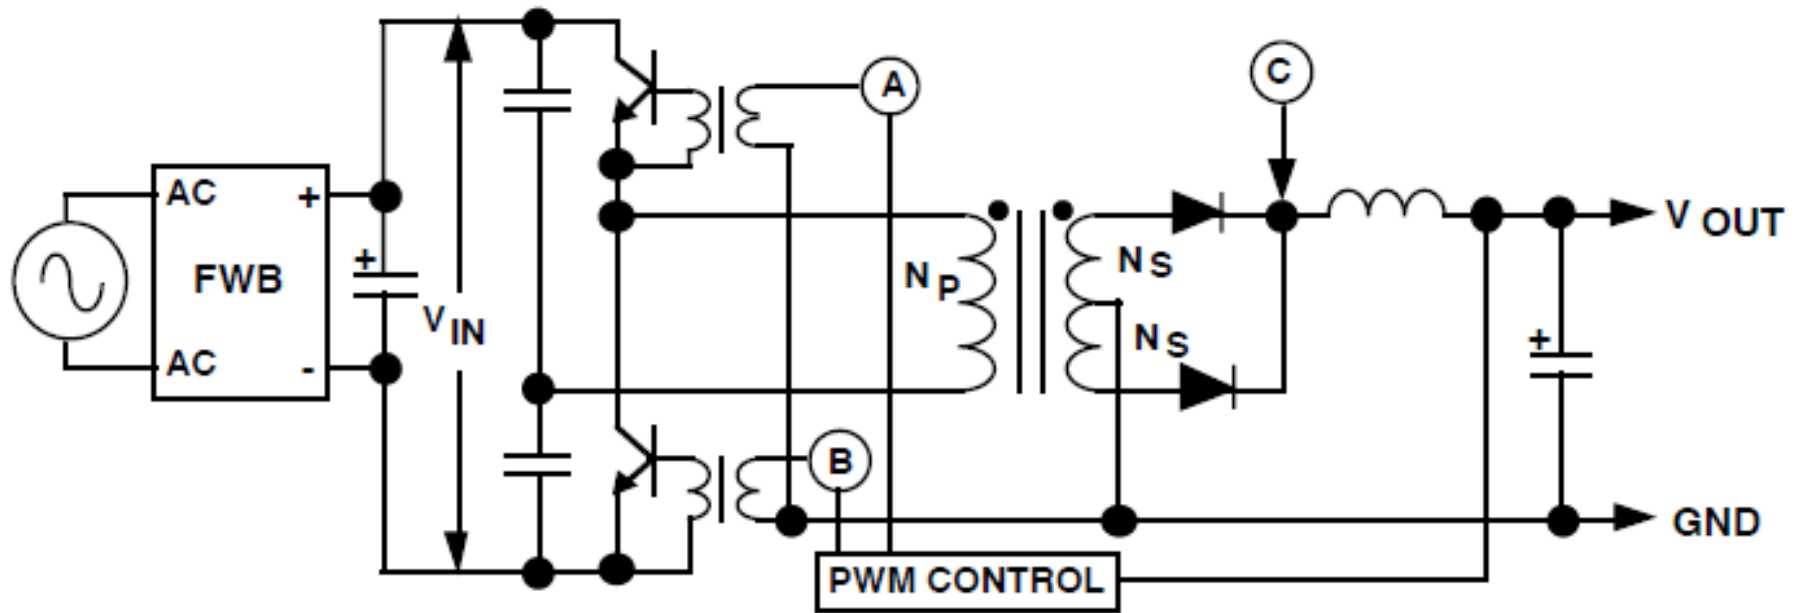 A
C
AC +
+
FWB
V IN
AC -
N P
N S
N S
V OUT
+
B
GND
PWM CONTROL